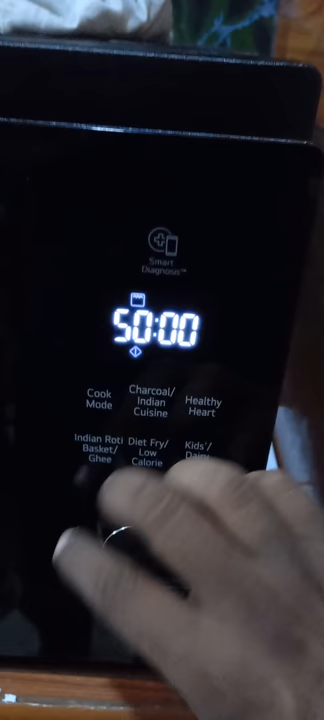 Smart
Diagnosis™
50:00
Cook
Mode
Charcoal/
Indian
Cuisine
Healthy
Heart
Indian Roti
Basket/
Ghee
Diet Fry/
Low
Calorie
Kids'/